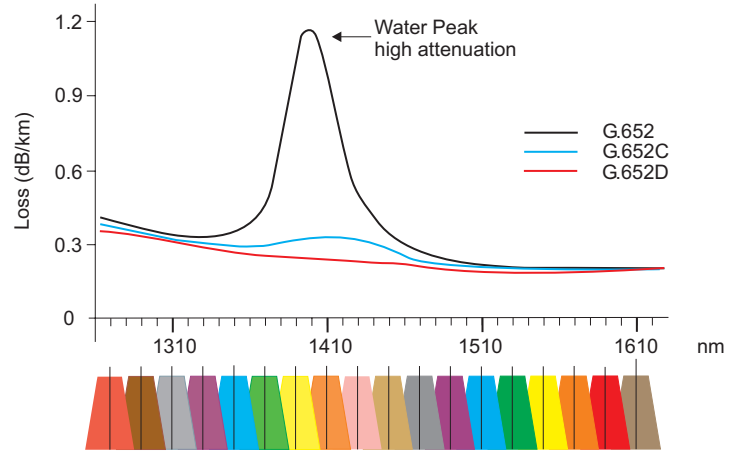 1.2
Water Peak
high attenuation
0.9
Loss (dB/km)
G.652
G.652C
0.6
G.652D
0.3
0
1310
1410
1510
1610
nm